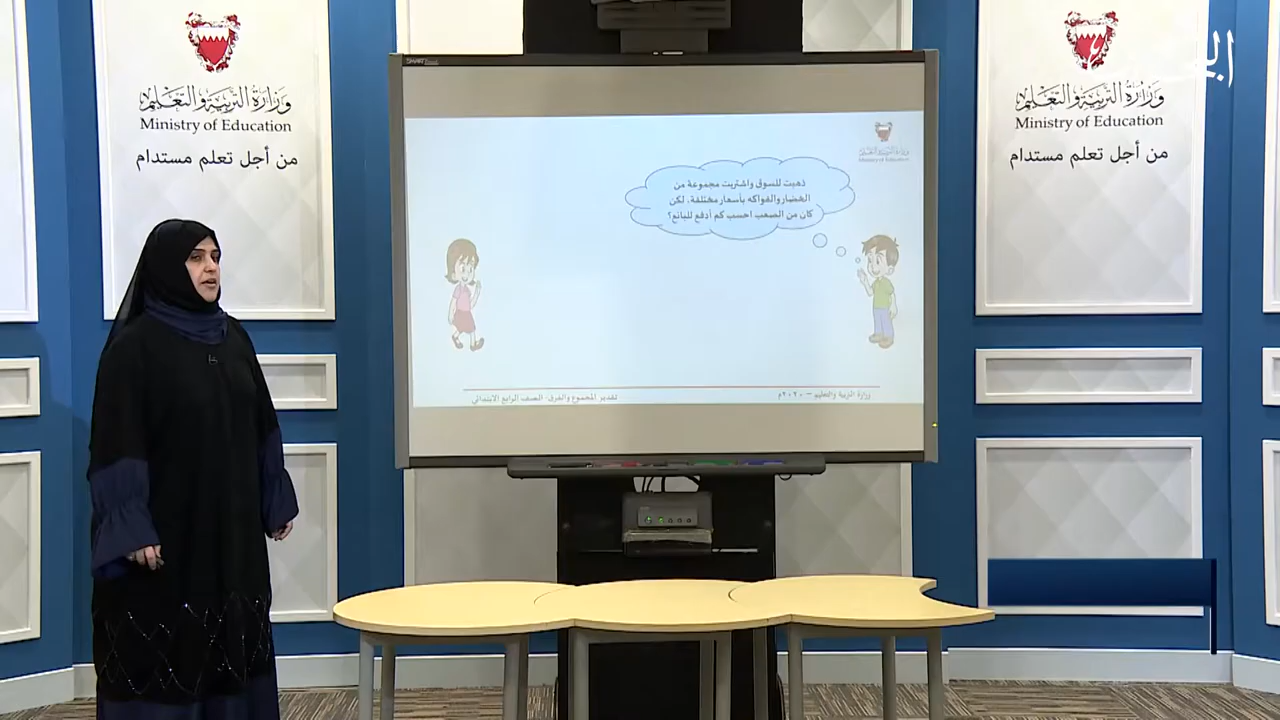 وزارة التربية والتعليم
Ministry of Education
من أجل تعلم مستدام
SMART
وزارة التربية والتعليم
Ministry of Education
ذهبت للسوق واشتريت مجموعة من
الخضار والفواكه بأسعار مختلفة، لكن
كان من الصعب احسب كم أدفع للبائع؟
وزارة التربية والتعليم – ٢٠٢٠م
تقدير المجموع والفرق- الصف الرابع الابتدائي
وزارة التربية والتعليم
Ministry of Education
من أجل تعلم مستدام